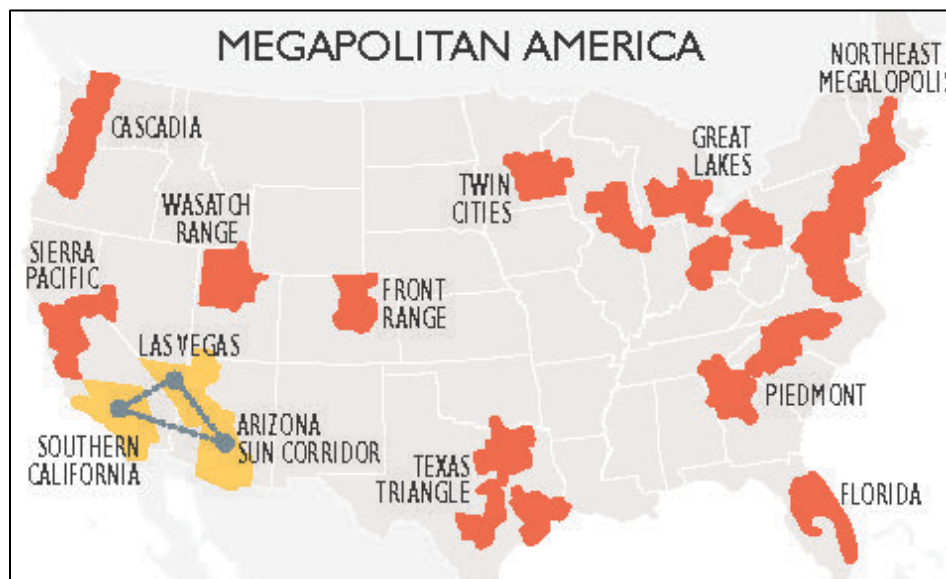 MEGAPOLITAN AMERICA
NORTHEAST
MEGALOPOLIS
CASCADIA
GREAT
LAKES
TWIN
CITIES
WASATCH
RANGE
SIERRA
PACIFIC
FRONT
RANGE
LAS VEGAS
PIEDMONT
ARIZONA
SUN CORRIDOR
SOUTHERN
CALIFORNIA
TEXAS
TRIANGLE
FLORIDA